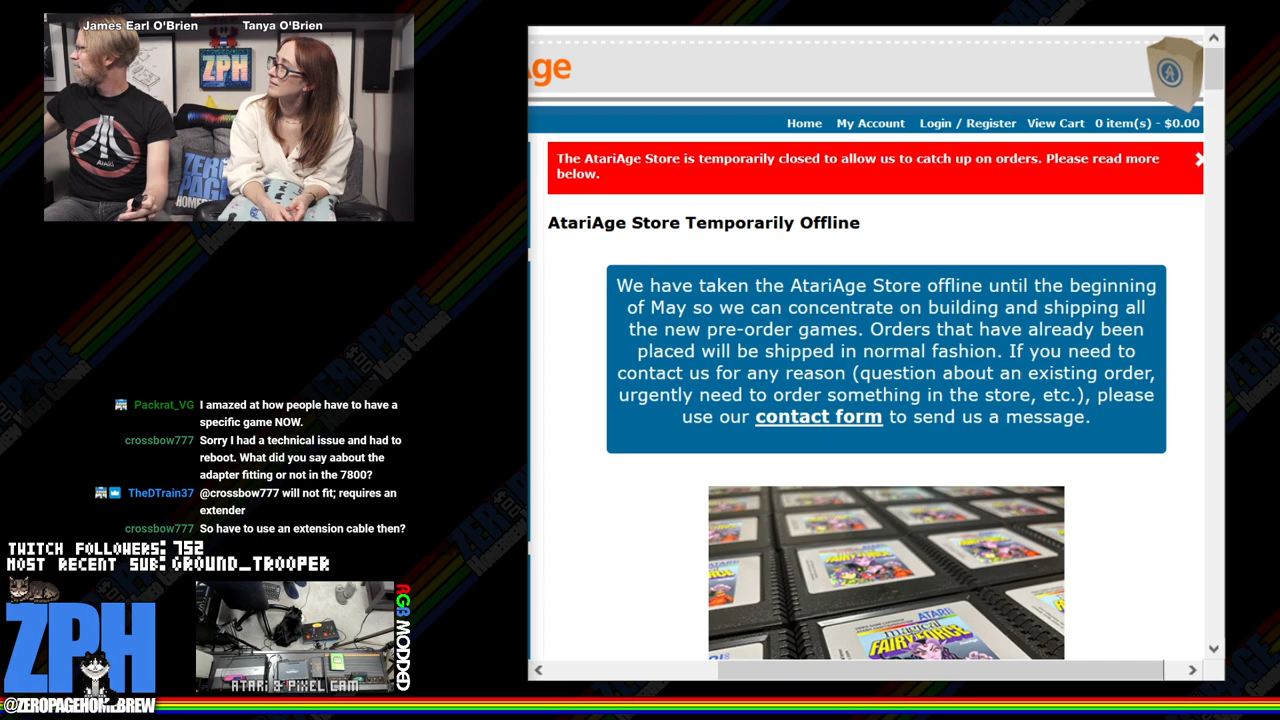 James Earl O'Brien
Tanya O'Brien
ZPH
ATARI
ZERO
PAGE
HOMEBREW
Age
Home My Account Login / Register View Cart 0 item(s) - $0.00
The AtariAge Store is temporarily closed to allow us to catch up on orders. Please read more
below.
AtariAge Store Temporarily Offline
We have taken the AtariAge Store offline until the beginning
of May so we can concentrate on building and shipping all
the new pre-order games. Orders that have already been
placed will be shipped in normal fashion. If you need to
contact us for any reason (question about an existing order,
urgently need to order something in the store, etc.), please
use our contact form to send us a message.
ATARI
Magical
FAIRY FORCE
Packrat_VG I amazed at how people have to have a
specific game NOW.
crossbow777 Sorry I had a technical issue and had to
reboot. What did you say aabout the
adapter fitting or not in the 7800?
TheDTrain37 @crossbow777 will not fit; requires an
extender
crossbow777 So have to use an extension cable then?
TWITCH FOLLOWERS: 752
MOST RECENT SUB: GROUND_TROOPER
ZPH
@ZEROPAGEHOMEBREW
ATARI & PIXEL CAM
RGB MODDED